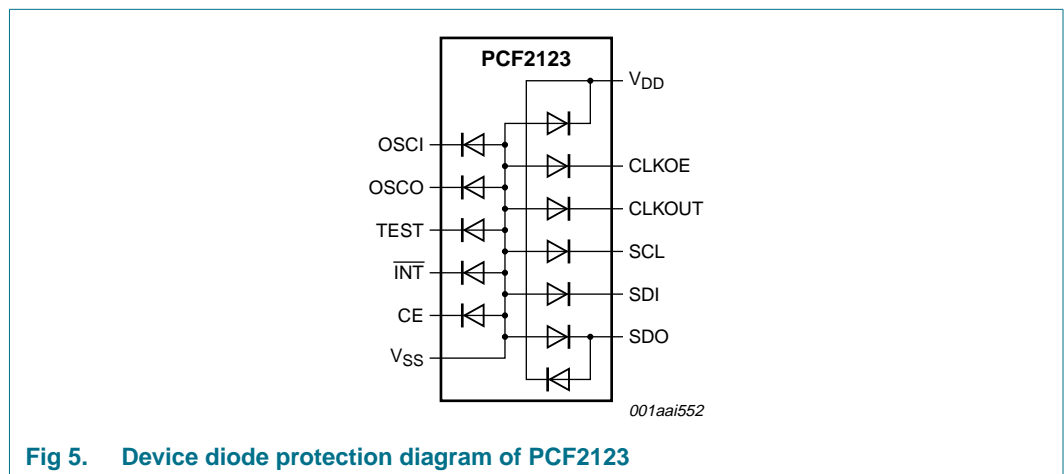 PCF2123
VDD
OSCI
CLKOE
OSCO
CLKOUT
TEST
SCL
INT
SDI
CE
SDO
VSS
001aai552
Fig 5. Device diode protection diagram of PCF2123